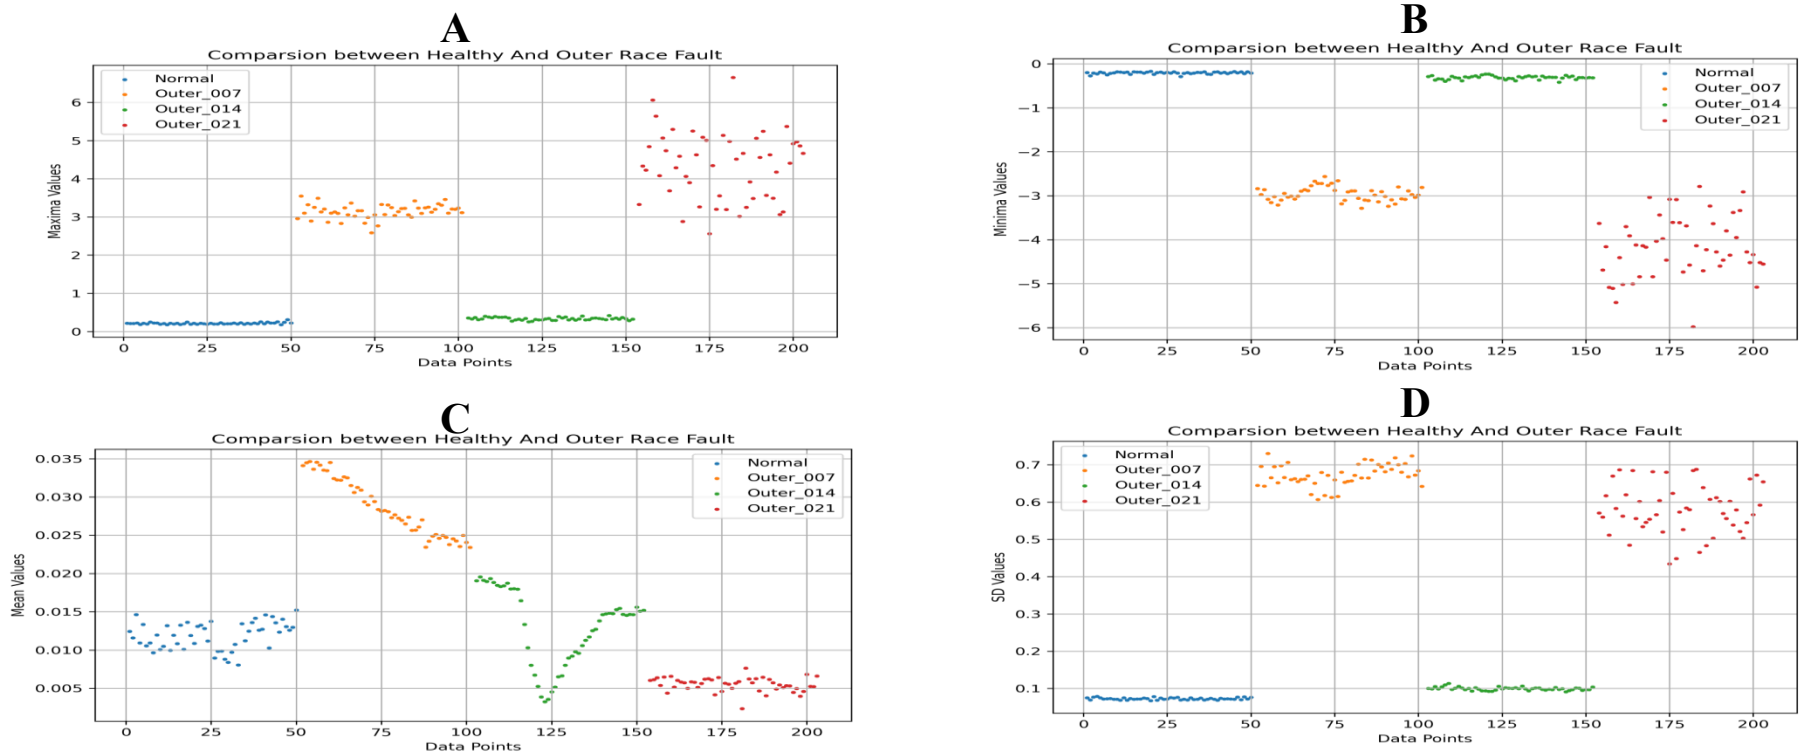 A
Comparsion between Healthy And Outer Race Fault
Normal
Outer_007
Outer_014
Outer_021
Maxima Values
6
5
4
3
2
1
0
0 25 50 75 100 125 150 175 200
Data Points
B
Comparsion between Healthy And Outer Race Fault
Normal
Outer_007
Outer_014
Outer_021
Minima Values
0
−1
−2
−3
−4
−5
−6
0 25 50 75 100 125 150 175 200
Data Points
C
Comparsion between Healthy And Outer Race Fault
Normal
Outer_007
Outer_014
Outer_021
Mean Values
0.035
0.030
0.025
0.020
0.015
0.010
0.005
0 25 50 75 100 125 150 175 200
Data Points
D
Comparsion between Healthy And Outer Race Fault
Normal
Outer_007
Outer_014
Outer_021
SD Values
0.7
0.6
0.5
0.4
0.3
0.2
0.1
0 25 50 75 100 125 150 175 200
Data Points